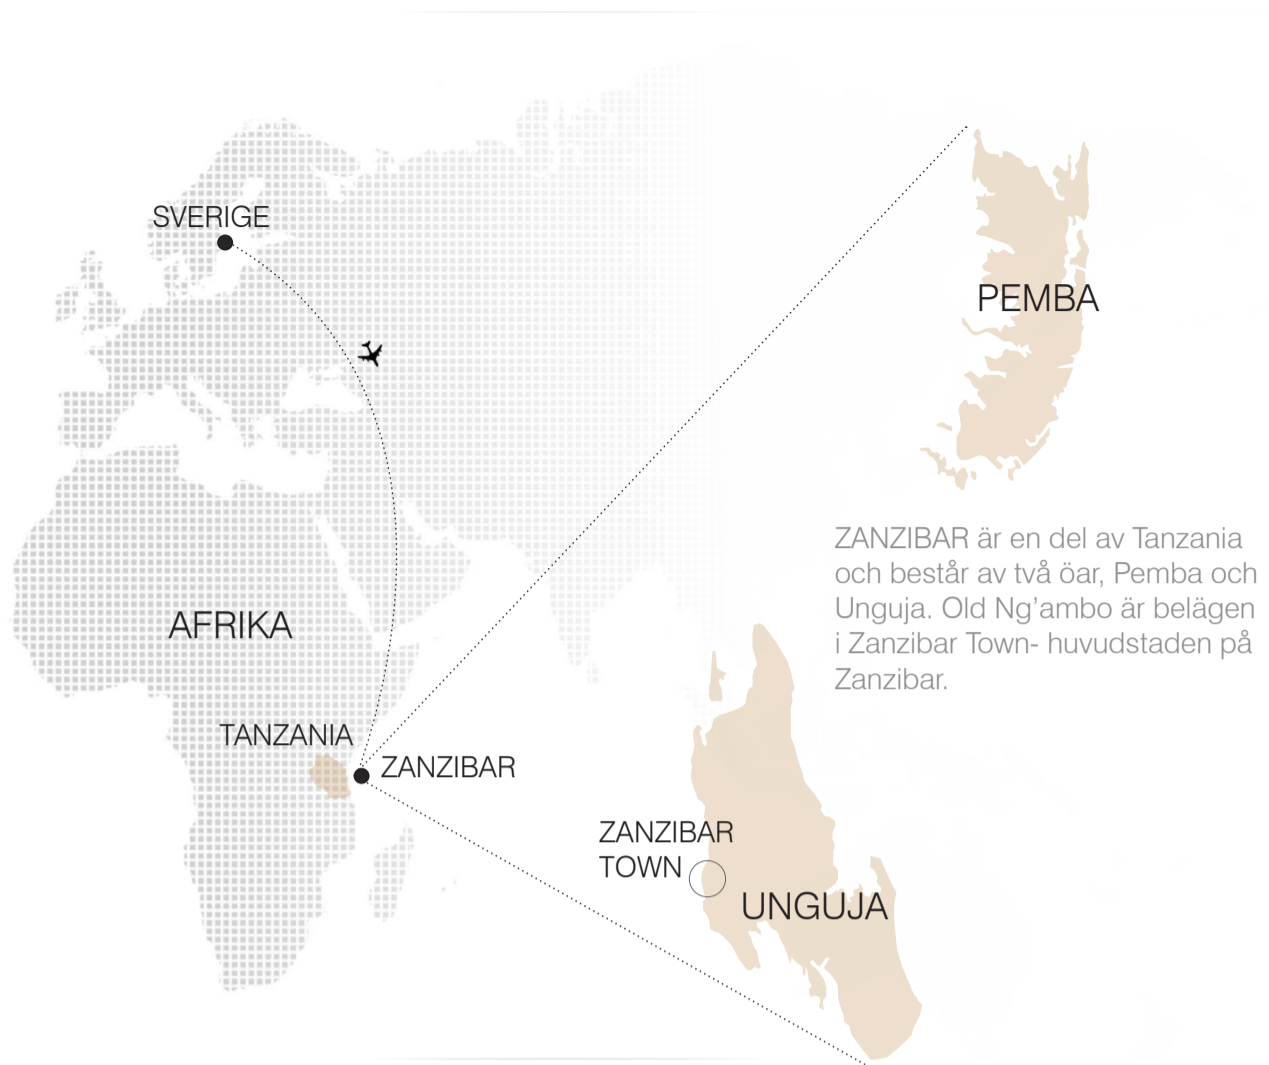 SVERIGE
PEMBA
ZANZIBAR är en del av Tanzania
och består av två öar, Pemba och
Unguja. Old Ng’ambo är belägen
i Zanzibar Town- huvudstaden på
Zanzibar.
AFRIKA
TANZANIA
ZANZIBAR
ZANZIBAR
TOWN
UNGUJA